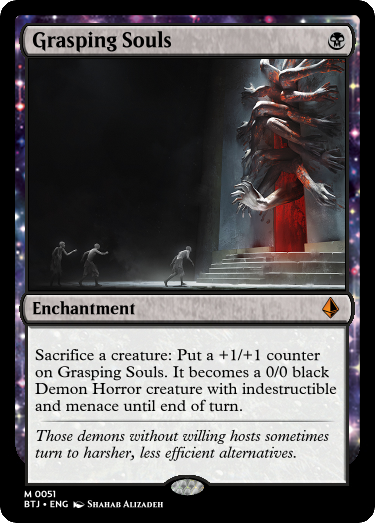 Grasping Souls
Enchantment
Sacrifice a creature: Put a +1/+1 counter
on Grasping Souls. It becomes a 0/0 black
Demon Horror creature with indestructible
and menace until end of turn.
Those demons without willing hosts sometimes
turn to harsher, less efficient alternatives.
M 0051
BTJ • ENG Shahab Alizadeh